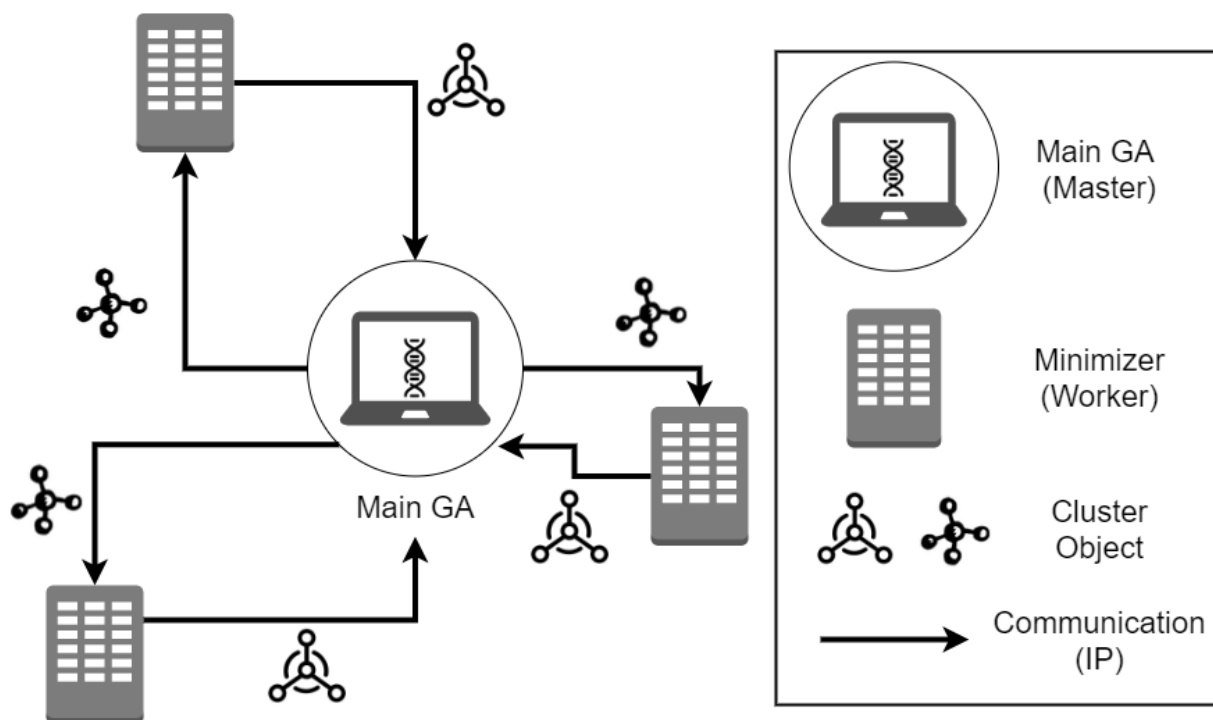 Main GA
Main GA
(Master)
Minimizer
(Worker)
Cluster
Object
Communication
(IP)